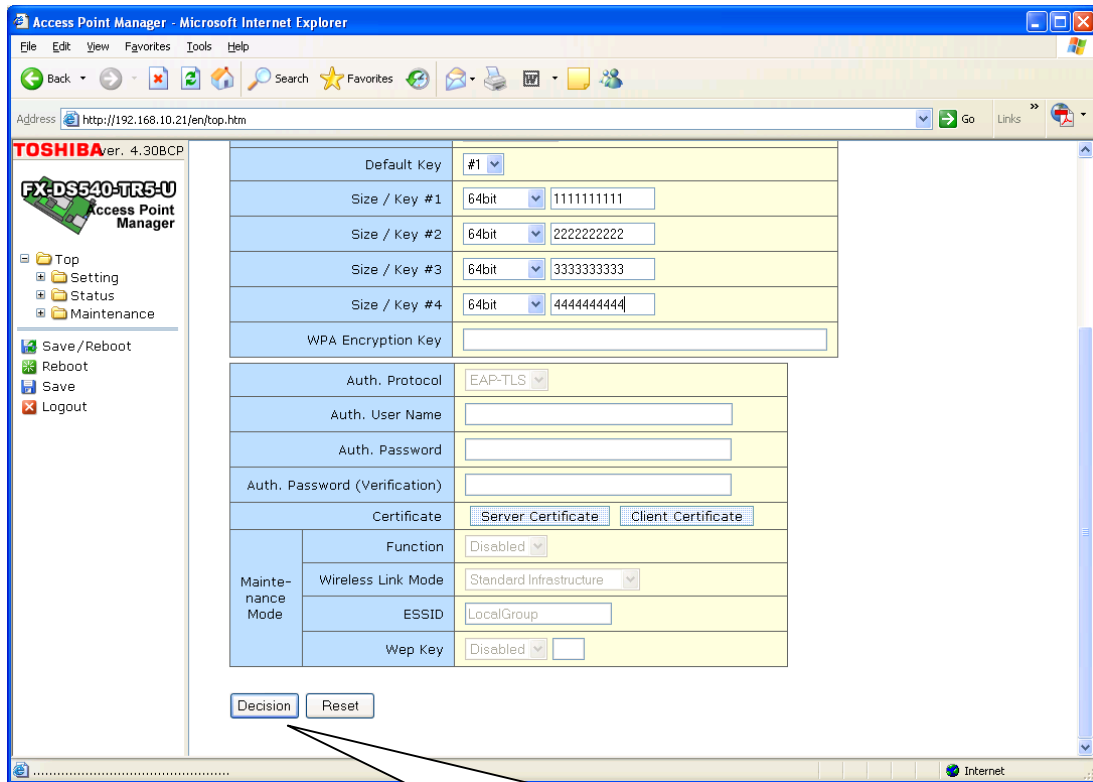 Access Point Manager - Microsoft Internet Explorer
File Edit View Favorites Tools Help
Back Search Favorites
Address http://192.168.10.21/en/top.htm Go Links »
TOSHIBA ver. 4.30BCP
FX-DS540-TR5-U
Access Point
Manager
Top
Setting
Status
Maintenance
Save/Reboot
Reboot
Save
Logout
Default Key #1
Size / Key #1 64bit 1111111111
Size / Key #2 64bit 2222222222
Size / Key #3 64bit 3333333333
Size / Key #4 64bit 4444444444
WPA Encryption Key
Auth. Protocol EAP-TLS
Auth. User Name
Auth. Password
Auth. Password (Verification)
Certificate Server Certificate Client Certificate
Mainte-
nance
Mode
Function Disabled
Wireless Link Mode Standard Infrastructure
ESSID LocalGroup
Wep Key Disabled
Decision Reset
Internet